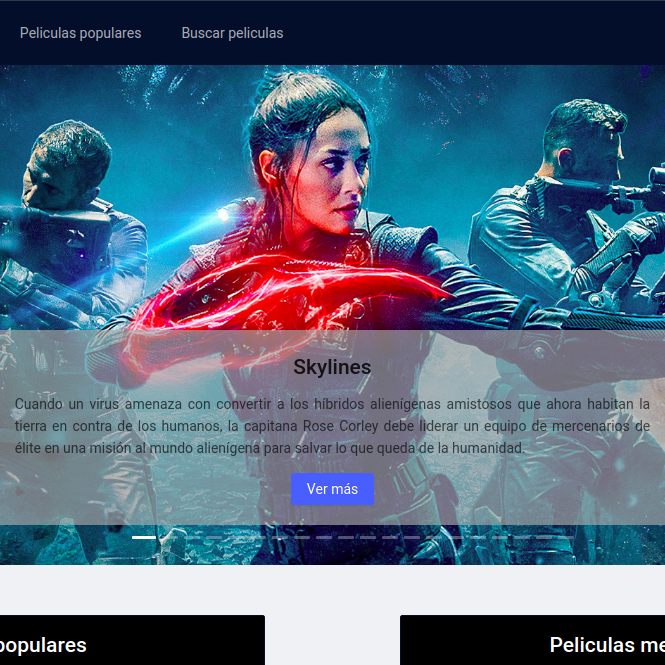 Peliculas populares Buscar peliculas
Skylines
Cuando un virus amenaza con convertir a los híbridos alienígenas amistosos que ahora habitan la
tierra en contra de los humanos, la capitana Rose Corley debe liderar un equipo de mercenarios de
élite en una misión al mundo alienígena para salvar lo que queda de la humanidad.
Ver más
populares Peliculas me